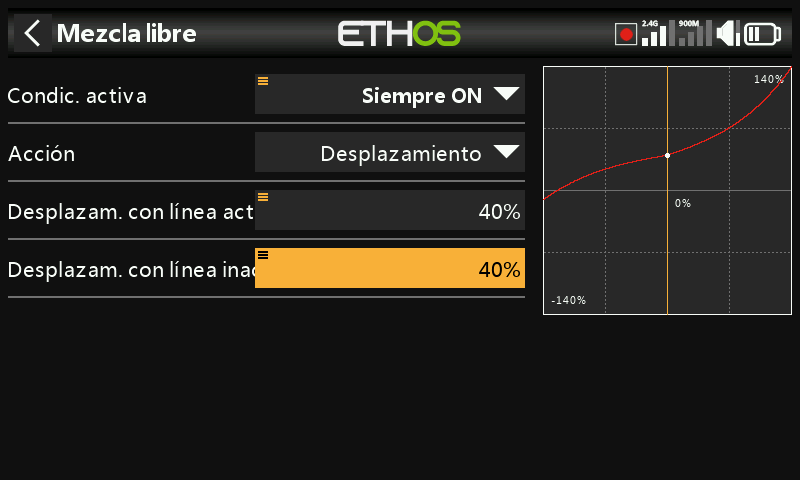 Mezcla libre
ETHOS
2.4G
900M
Condic. activa
Siempre ON
Acción
Desplazamiento
Desplazam. con línea act
40%
Desplazam. con línea inac
40%
140%
0%
-140%